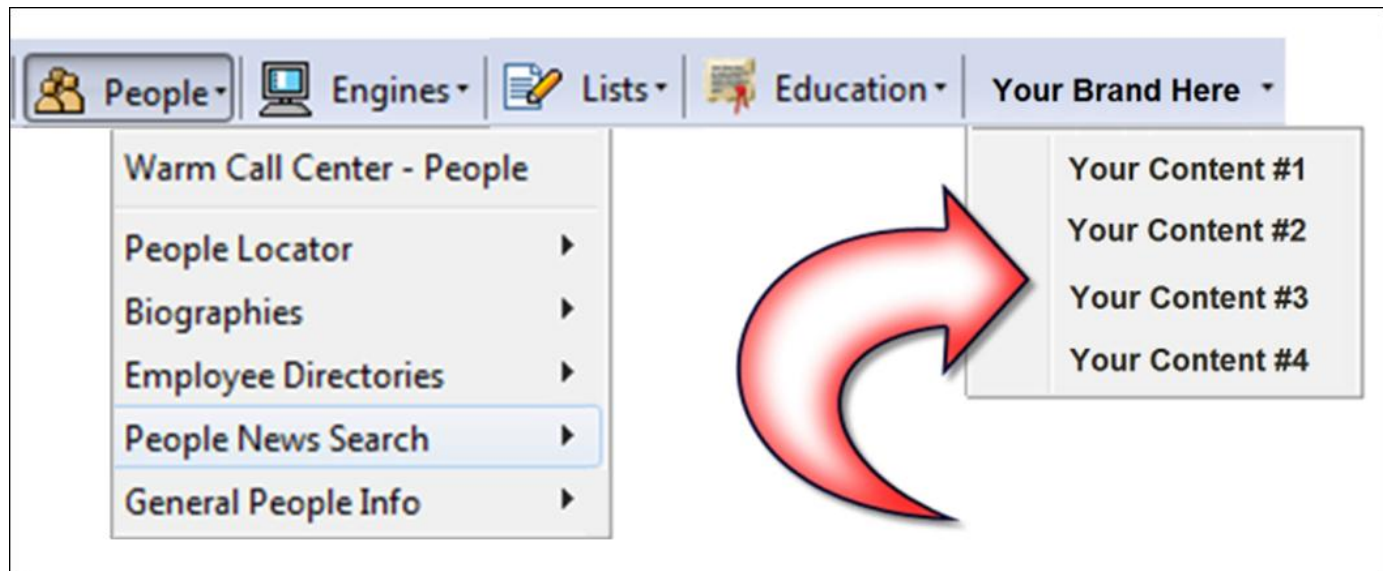 People Engines Lists Education Your Brand Here
Warm Call Center - People
People Locator
Biographies
Employee Directories
People News Search
General People Info
Your Content #1
Your Content #2
Your Content #3
Your Content #4